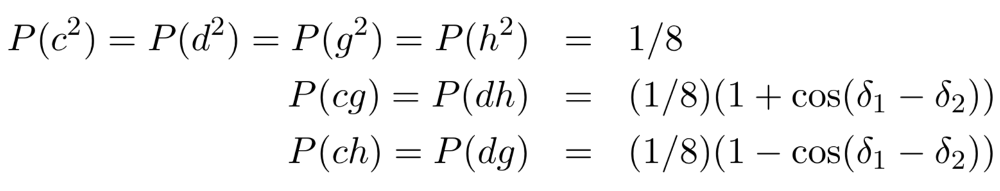 P(c²) = P(d²) = P(g²) = P(h²) = 1/8
P(cg) = P(dh) = (1/8)(1 + cos(δ₁ − δ₂))
P(ch) = P(dg) = (1/8)(1 − cos(δ₁ − δ₂))